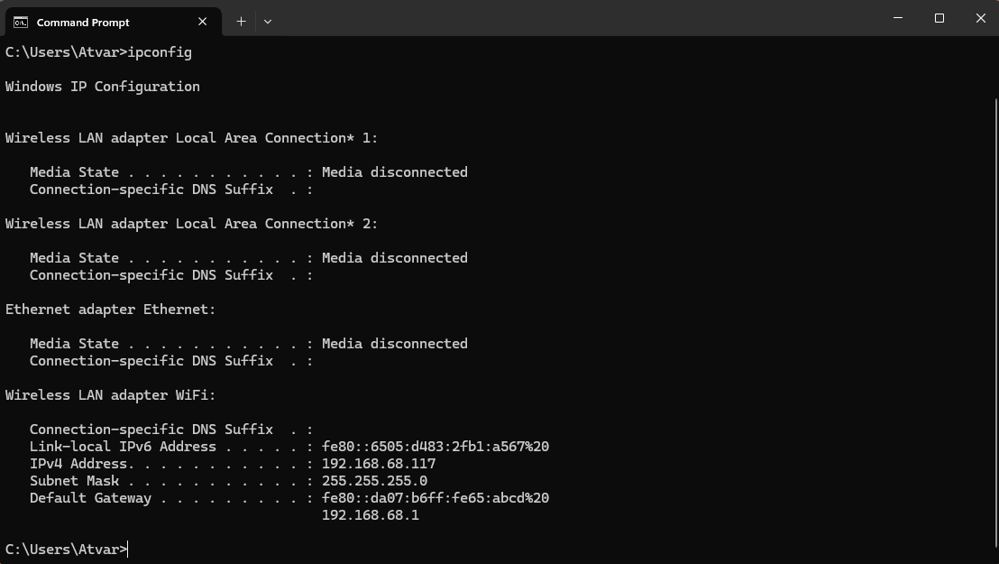 Command Prompt
C:\Users\Atvar>ipconfig
Windows IP Configuration
Wireless LAN adapter Local Area Connection* 1:
   Media State . . . . . . . . . . . : Media disconnected
   Connection-specific DNS Suffix  . :
Wireless LAN adapter Local Area Connection* 2:
   Media State . . . . . . . . . . . : Media disconnected
   Connection-specific DNS Suffix  . :
Ethernet adapter Ethernet:
   Media State . . . . . . . . . . . : Media disconnected
   Connection-specific DNS Suffix  . :
Wireless LAN adapter WiFi:
   Connection-specific DNS Suffix  . :
   Link-local IPv6 Address . . . . . : fe80::6505:d483:2fb1:a567%20
   IPv4 Address. . . . . . . . . . . : 192.168.68.117
   Subnet Mask . . . . . . . . . . . : 255.255.255.0
   Default Gateway . . . . . . . . . : fe80::da07:b6ff:fe65:abcd%20
                                       192.168.68.1
C:\Users\Atvar>